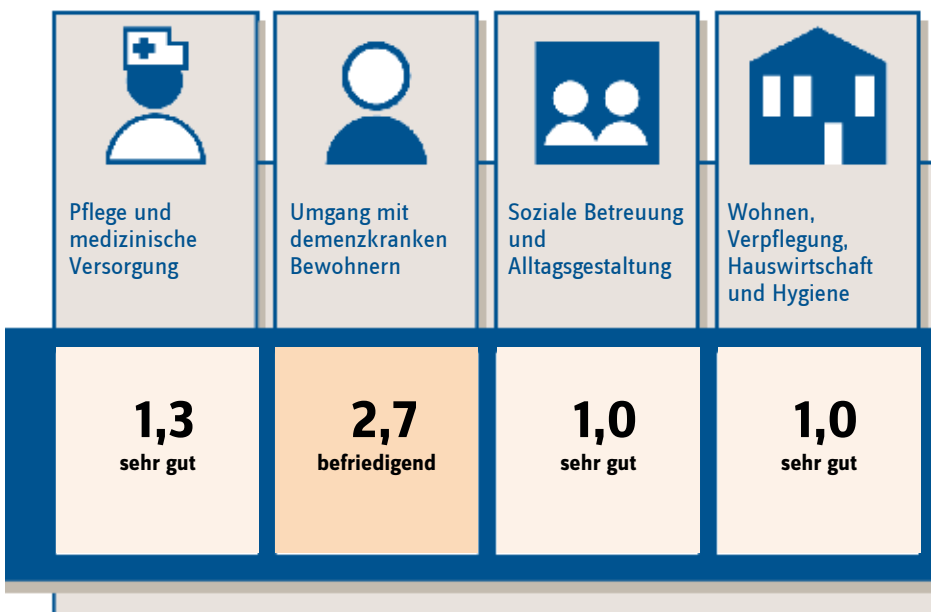 Pflege und
medizinische
Versorgung
Umgang mit
demenzkranken
Bewohnern
Soziale Betreuung
und
Alltagsgestaltung
Wohnen,
Verpflegung,
Hauswirtschaft
und Hygiene
1,3
sehr gut
2,7
befriedigend
1,0
sehr gut
1,0
sehr gut